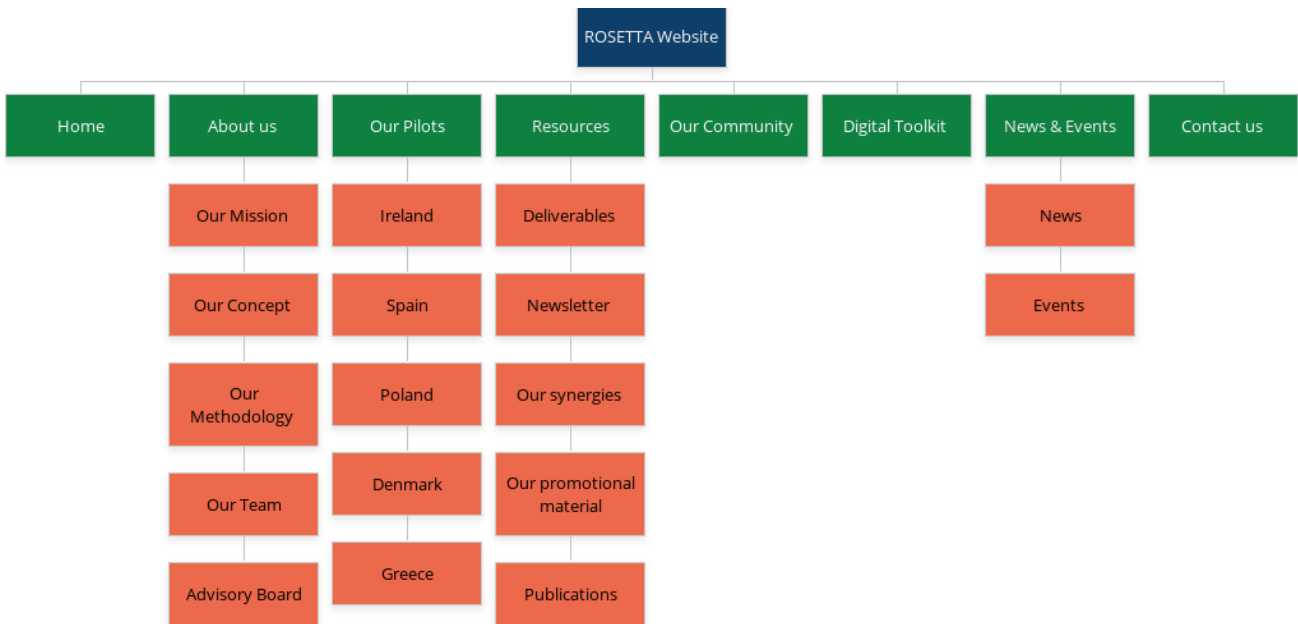 ROSETTA Website
Home
About us
Our Pilots
Resources
Our Community
Digital Toolkit
News & Events
Contact us
Our Mission
Ireland
Deliverables
News
Our Concept
Spain
Newsletter
Events
Our
Methodology
Poland
Our synergies
Our Team
Denmark
Our promotional
material
Advisory Board
Greece
Publications